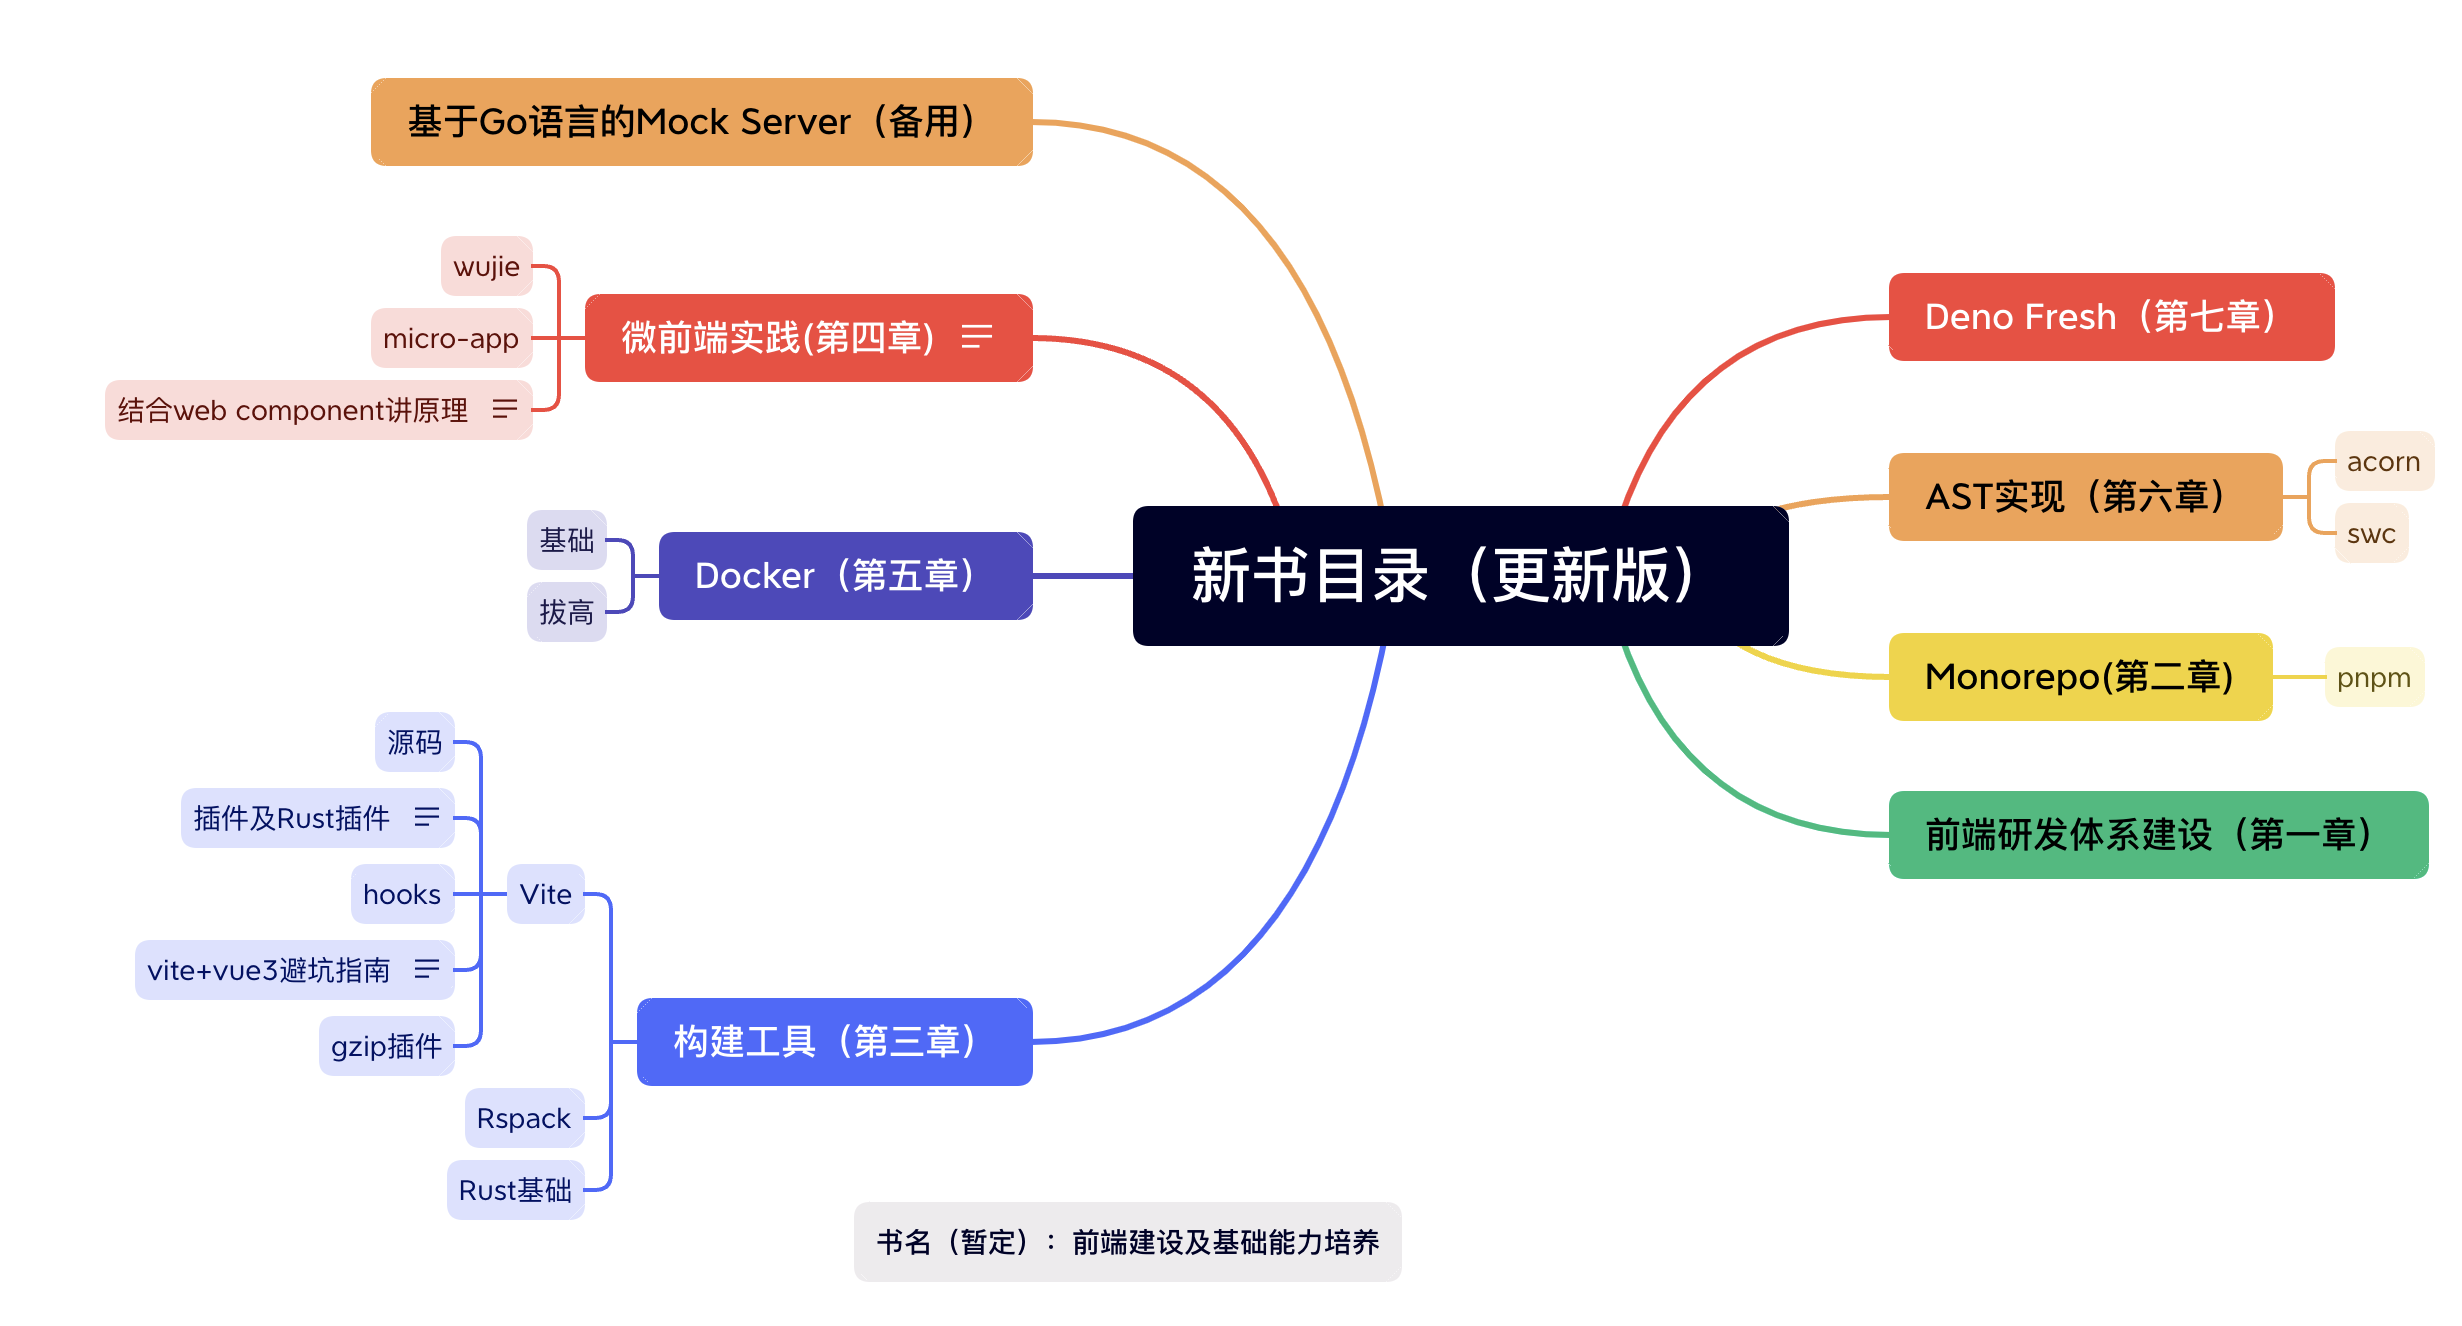 新书目录（更新版）
Deno Fresh（第七章）
AST实现（第六章）
acorn
swc
Monorepo(第二章)
pnpm
前端研发体系建设（第一章）
基于Go语言的Mock Server（备用）
微前端实践(第四章)
wujie
micro-app
结合web component讲原理
Docker（第五章）
基础
拔高
构建工具（第三章）
Vite
源码
插件及Rust插件
hooks
vite+vue3避坑指南
gzip插件
Rspack
Rust基础
书名（暂定）：前端建设及基础能力培养